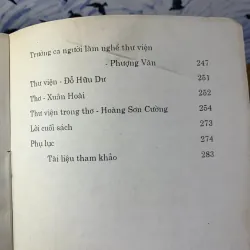 Trường ca người làm nghề thư viện
- Phượng Vân 247
Thư viện - Đỗ Hữu Dư 251
Thơ - Xuân Hoài 252
Thư viện trong thơ - Hoàng Sơn Cường 254
Lời cuối sách 273
Phụ lục 274
Tài liệu tham khảo 283